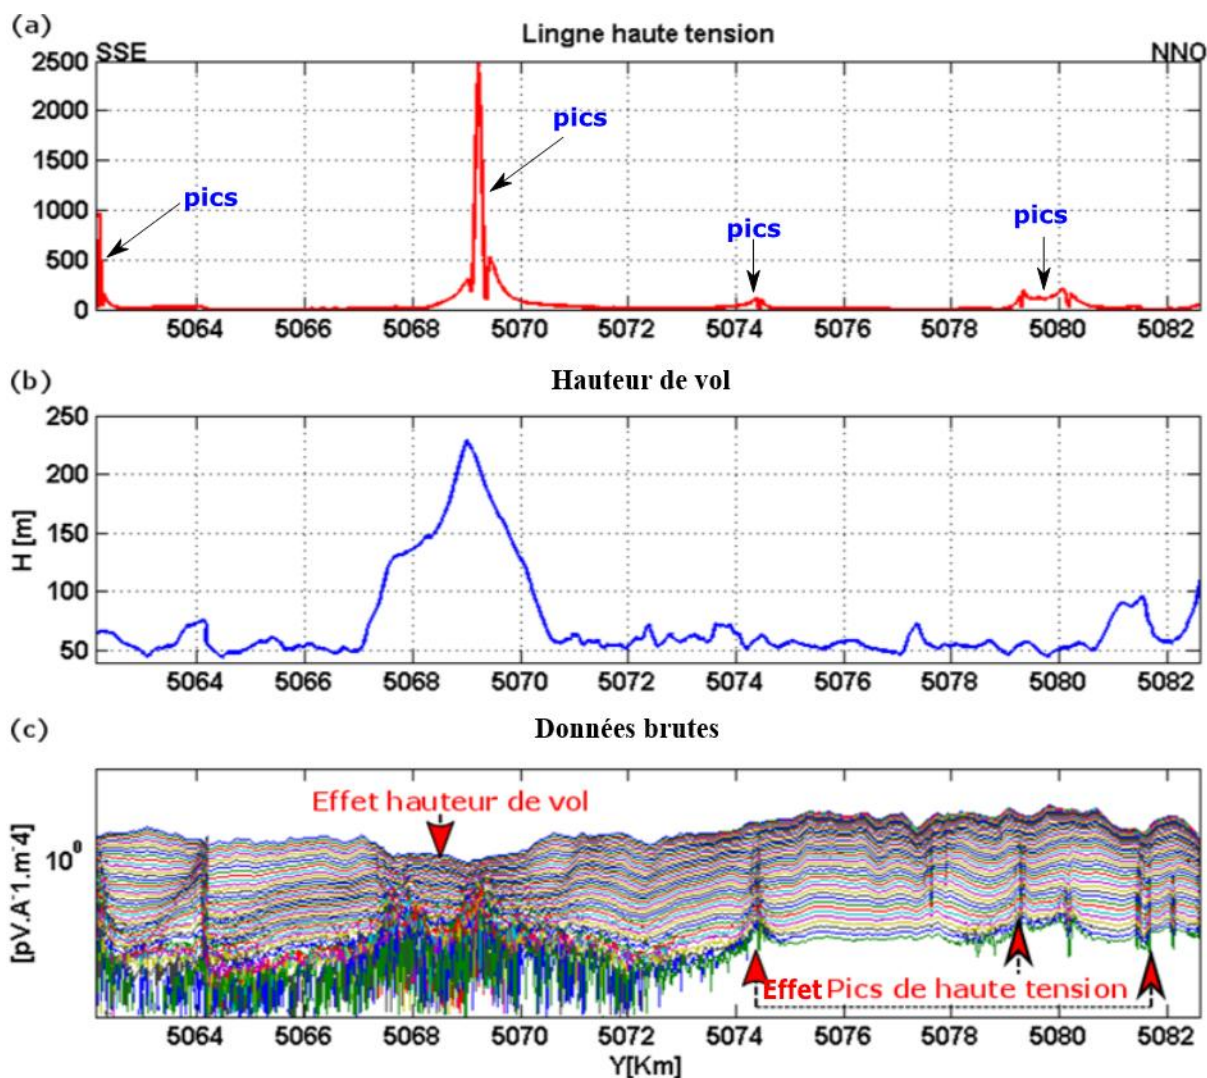 (a)
Lingne haute tension
SSE
NNO
2500
2000
1500
1000
500
0
pics
pics
pics
pics
5064 5066 5068 5070 5072 5074 5076 5078 5080 5082
(b)
Hauteur de vol
250
200
150
100
50
H [m]
5064 5066 5068 5070 5072 5074 5076 5078 5080 5082
(c)
Données brutes
Effet hauteur de vol
10⁰
[pV.A⁻1.m⁻4]
Effet Pics de haute tension
5064 5066 5068 5070 5072 5074 5076 5078 5080 5082
Y[Km]